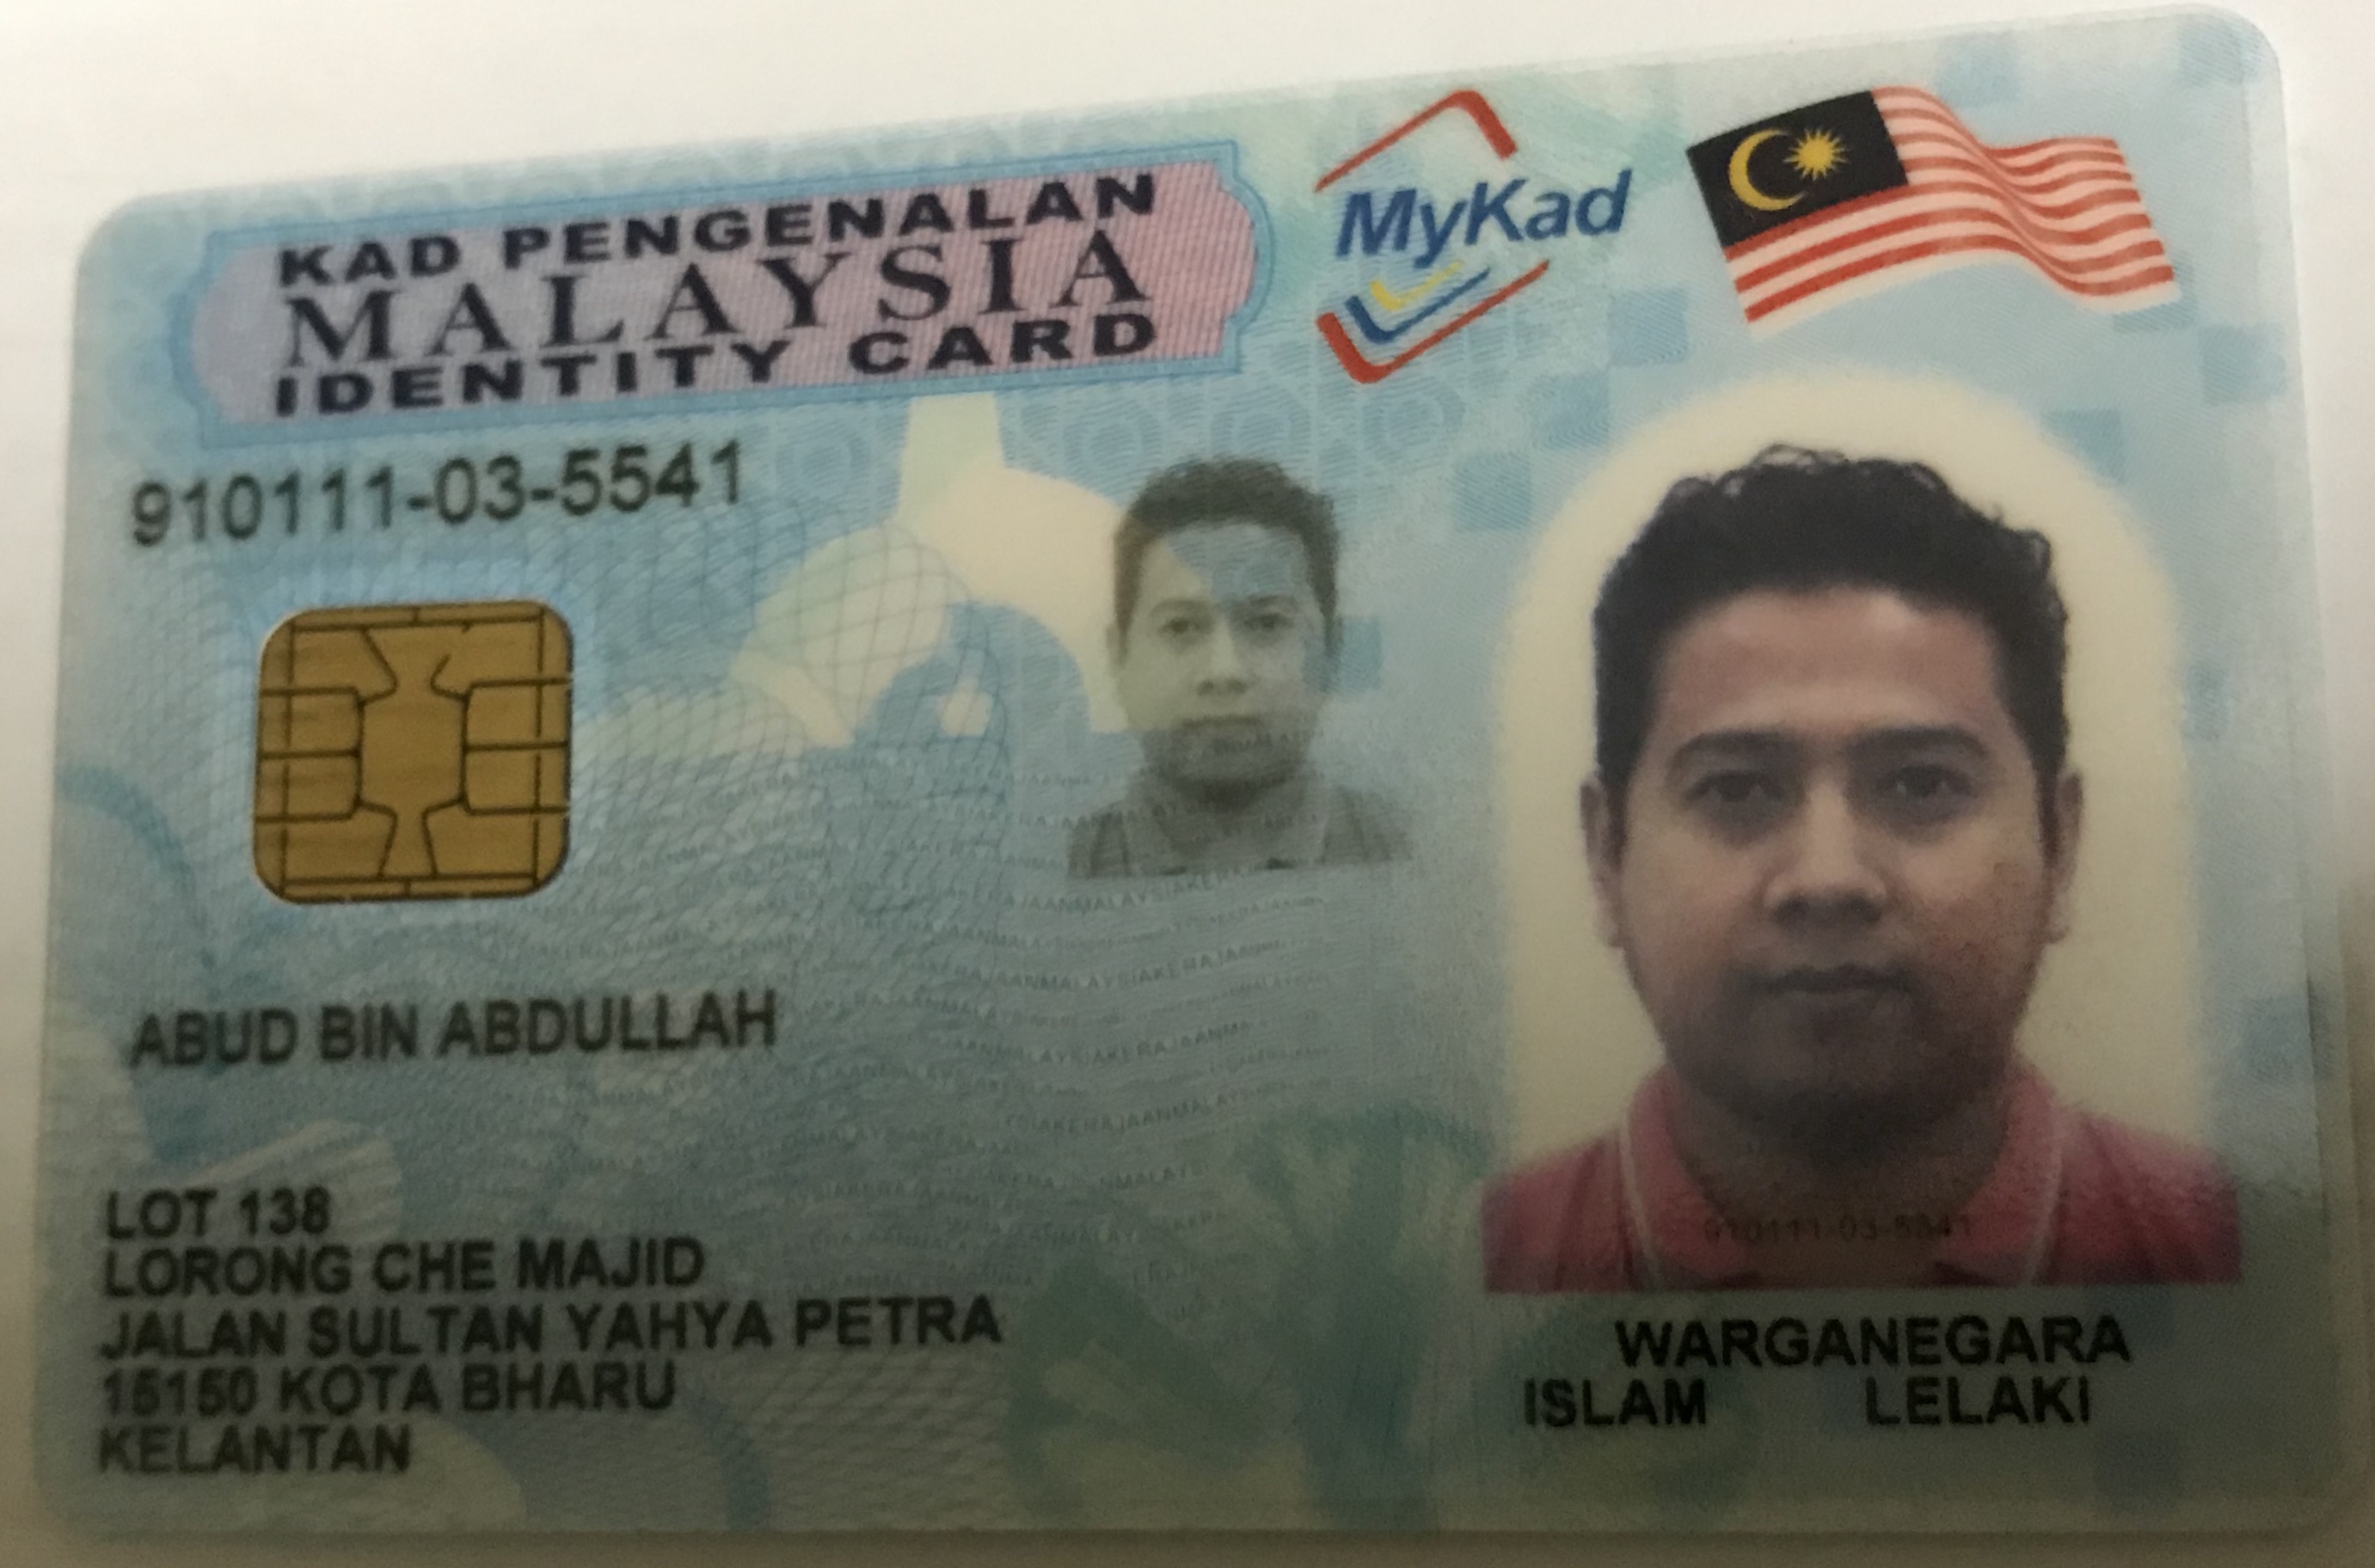 KAD PENGENALAN
MALAYSIA
IDENTITY CARD
MyKad
910111-03-5541
ABUD BIN ABDULLAH
LOT 138
LORONG CHE MAJID
JALAN SULTAN YAHYA PETRA
15150 KOTA BHARU
KELANTAN
910111-03-5541
WARGANEGARA
ISLAM LELAKI